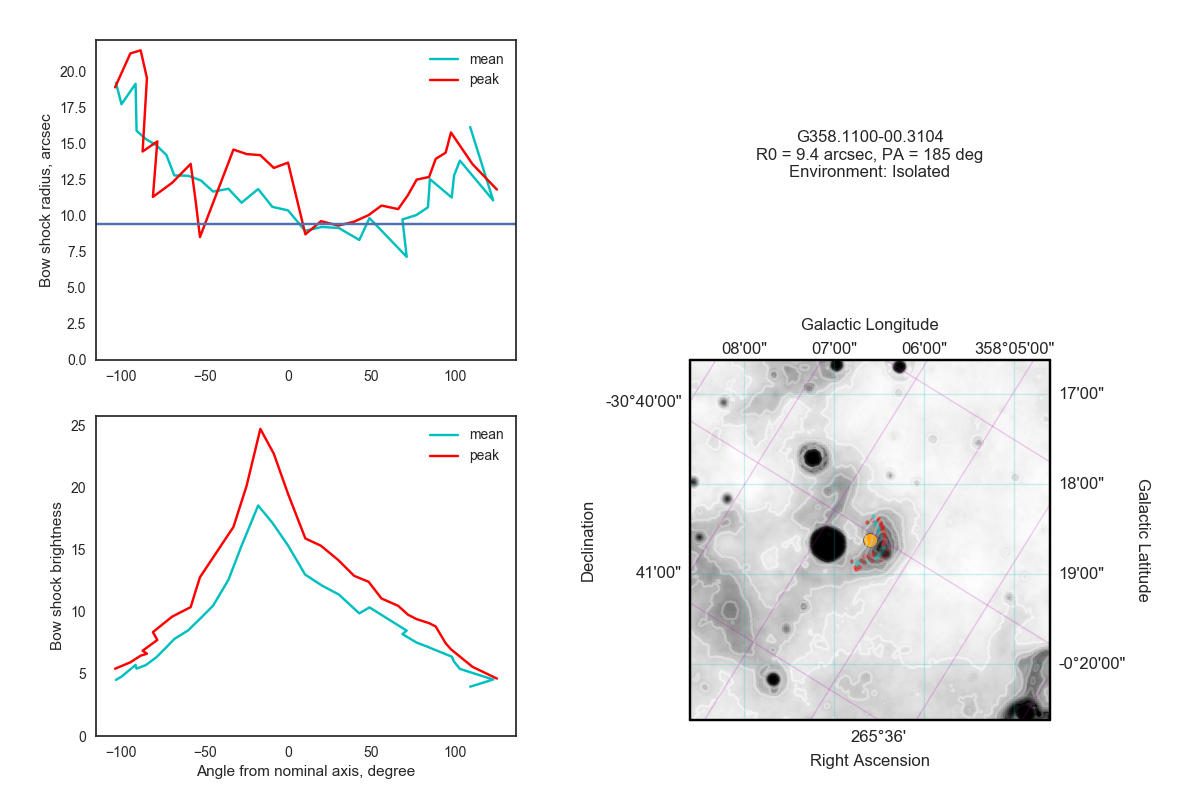 20.0
17.5
15.0
12.5
10.0
7.5
5.0
2.5
0.0
Bow shock radius, arcsec
mean
peak
−100
−50
0
50
100
25
20
15
10
5
0
Bow shock brightness
mean
peak
−100
−50
0
50
100
Angle from nominal axis, degree
G358.1100-00.3104
R0 = 9.4 arcsec, PA = 185 deg
Environment: Isolated
Galactic Longitude
08'00" 07'00" 06'00" 358°05'00"
-30°40'00"
41'00"
Declination
17'00"
18'00"
19'00"
-0°20'00"
Galactic Latitude
265°36'
Right Ascension